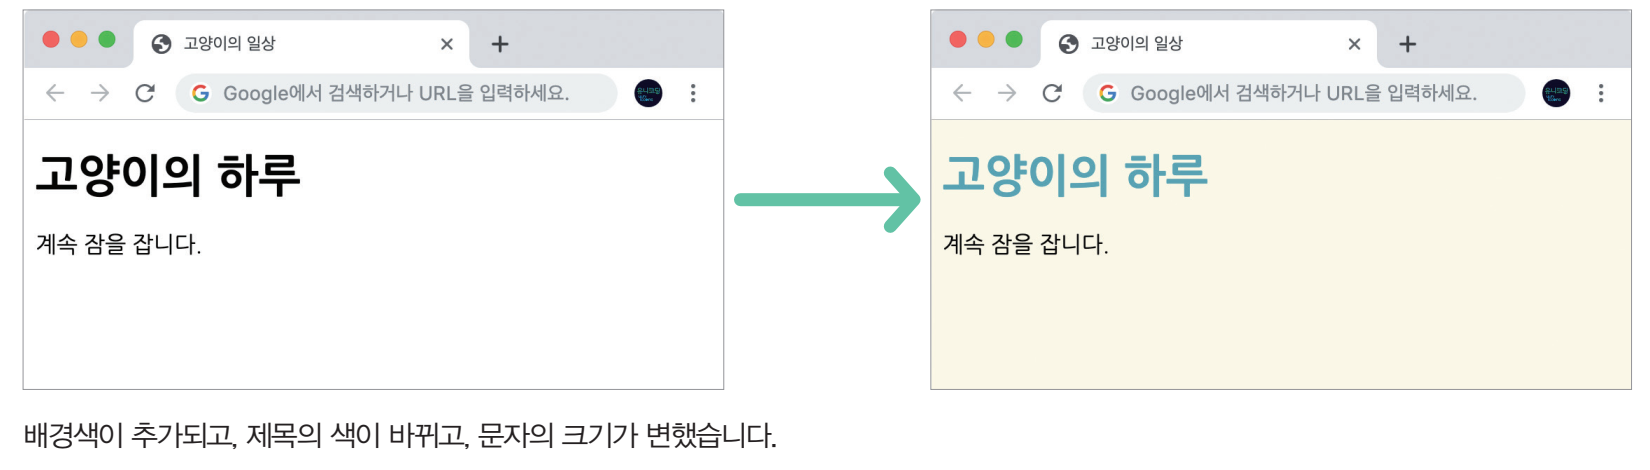 고양이의 일상
Google에서 검색하거나 URL을 입력하세요.
고양이의 하루
계속 잠을 잡니다.
고양이의 일상
Google에서 검색하거나 URL을 입력하세요.
고양이의 하루
계속 잠을 잡니다.
배경색이 추가되고, 제목의 색이 바뀌고, 문자의 크기가 변했습니다.